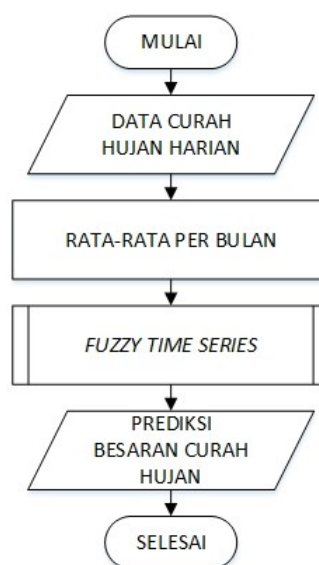 MULAI
DATA CURAH
HUJAN HARIAN
RATA-RATA PER BULAN
FUZZY TIME SERIES
PREDIKSI
BESARAN CURAH
HUJAN
SELESAI